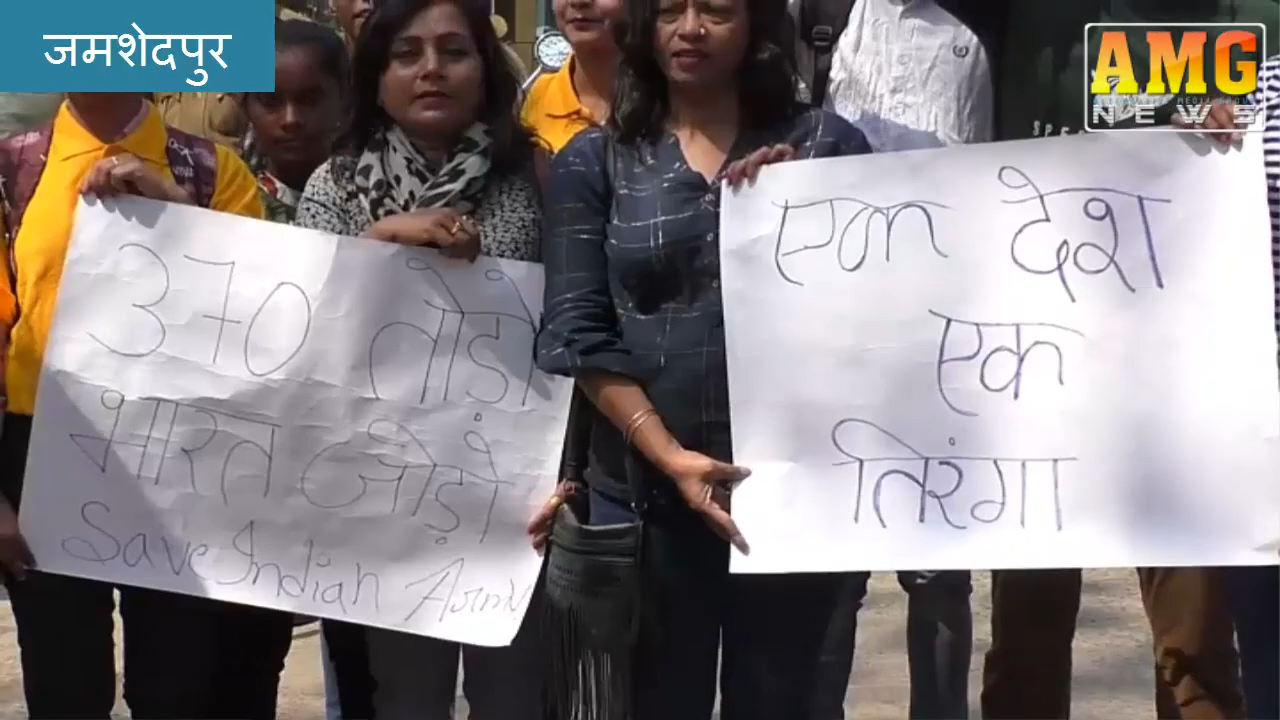 जमशेदपुर
AMG
NEWS
370 तोड़ो
भारत जोड़ो
Save Indian Army
एक देश
एक
तिरंगा